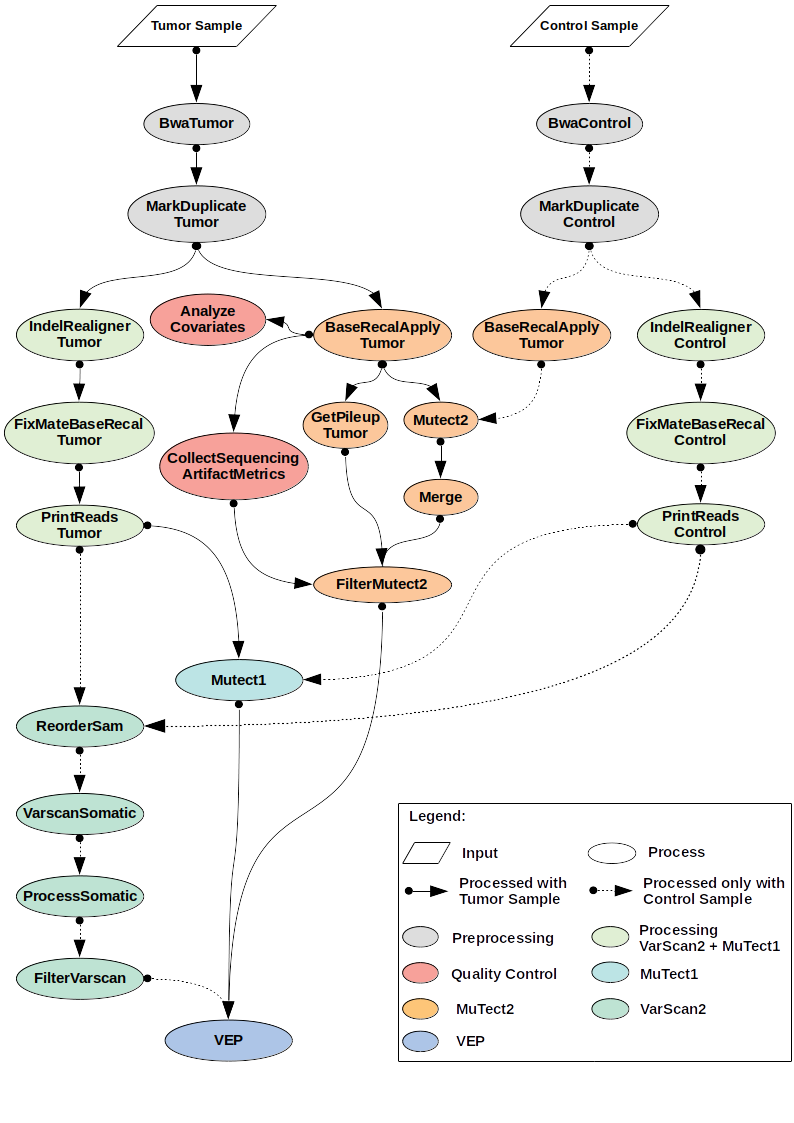 Tumor Sample
Control Sample
BwaTumor
BwaControl
MarkDuplicate
Tumor
MarkDuplicate
Control
IndelRealigner
Tumor
Analyze
Covariates
BaseRecalApply
Tumor
BaseRecalApply
Tumor
IndelRealigner
Control
FixMateBaseRecal
Tumor
GetPileup
Tumor
Mutect2
FixMateBaseRecal
Control
CollectSequencing
ArtifactMetrics
Merge
PrintReads
Tumor
PrintReads
Control
FilterMutect2
Mutect1
ReorderSam
VarscanSomatic
ProcessSomatic
FilterVarscan
VEP
Legend:
Input
Process
Processed with
Tumor Sample
Processed only with
Control Sample
Preprocessing
Processing
VarScan2 + MuTect1
Quality Control
MuTect1
MuTect2
VarScan2
VEP